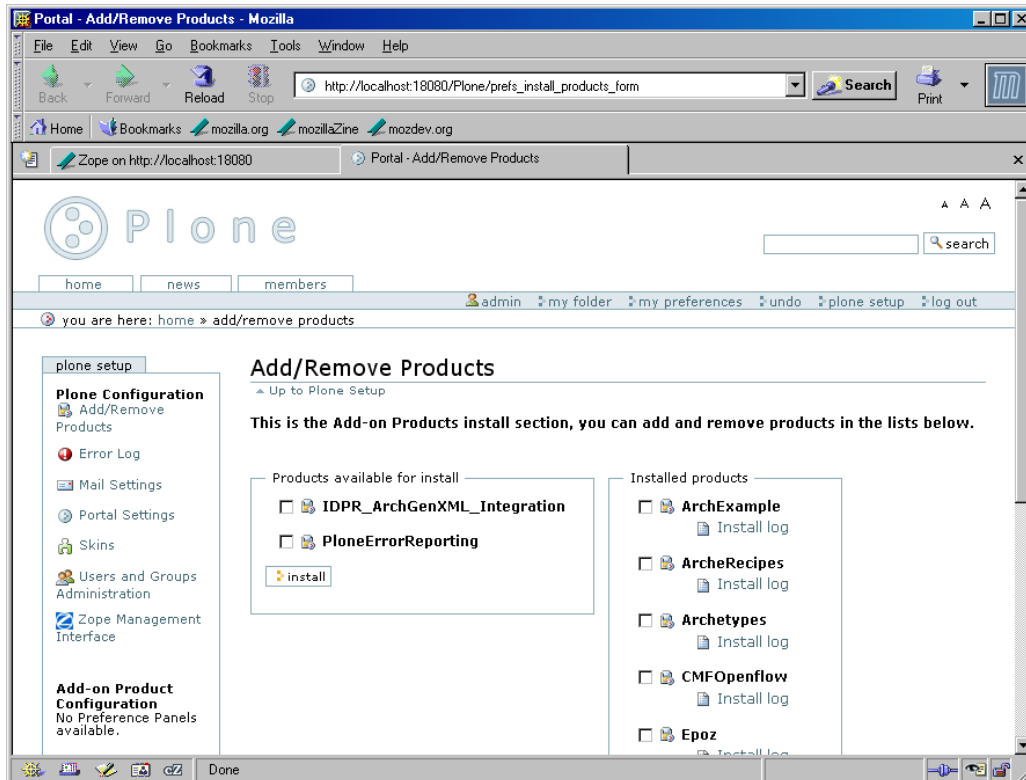 Portal - Add/Remove Products - Mozilla
File Edit View Go Bookmarks Tools Window Help
Back Forward Reload Stop http://localhost:18080/Plone/prefs_install_products_form Search Print
Home Bookmarks mozilla.org mozillaZine mozdev.org
Zope on http://localhost:18080 Portal - Add/Remove Products
A A A
Plone
search
home news members
admin my folder my preferences undo plone setup log out
you are here: home » add/remove products
plone setup
Plone Configuration
Add/Remove
Products
Error Log
Mail Settings
Portal Settings
Skins
Users and Groups
Administration
Zope Management
Interface
Add-on Product
Configuration
No Preference Panels
available.
Add/Remove Products
Up to Plone Setup
This is the Add-on Products install section, you can add and remove products in the lists below.
Products available for install
IDPR_ArchGenXML_Integration
PloneErrorReporting
install
Installed products
ArchExample
Install log
ArcheRecipes
Install log
Archetypes
Install log
CMFOpenflow
Install log
Epoz
Install log
Done